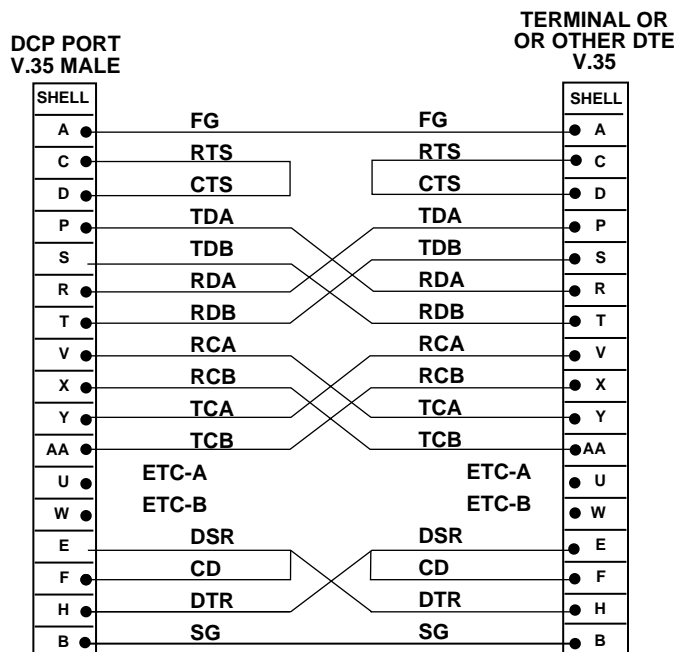 TERMINAL OR
OR OTHER DTE
V.35
DCP PORT
V.35 MALE
SHELL SHELL
A FG FG A
C RTS RTS C
D CTS CTS D
P TDA TDA P
S TDB TDB S
R RDA RDA R
T RDB RDB T
V RCA RCA V
X RCB RCB X
Y TCA TCA Y
AA TCB TCB AA
U ETC-A ETC-A U
W ETC-B ETC-B W
E DSR DSR E
F CD CD F
H DTR DTR H
B SG SG B